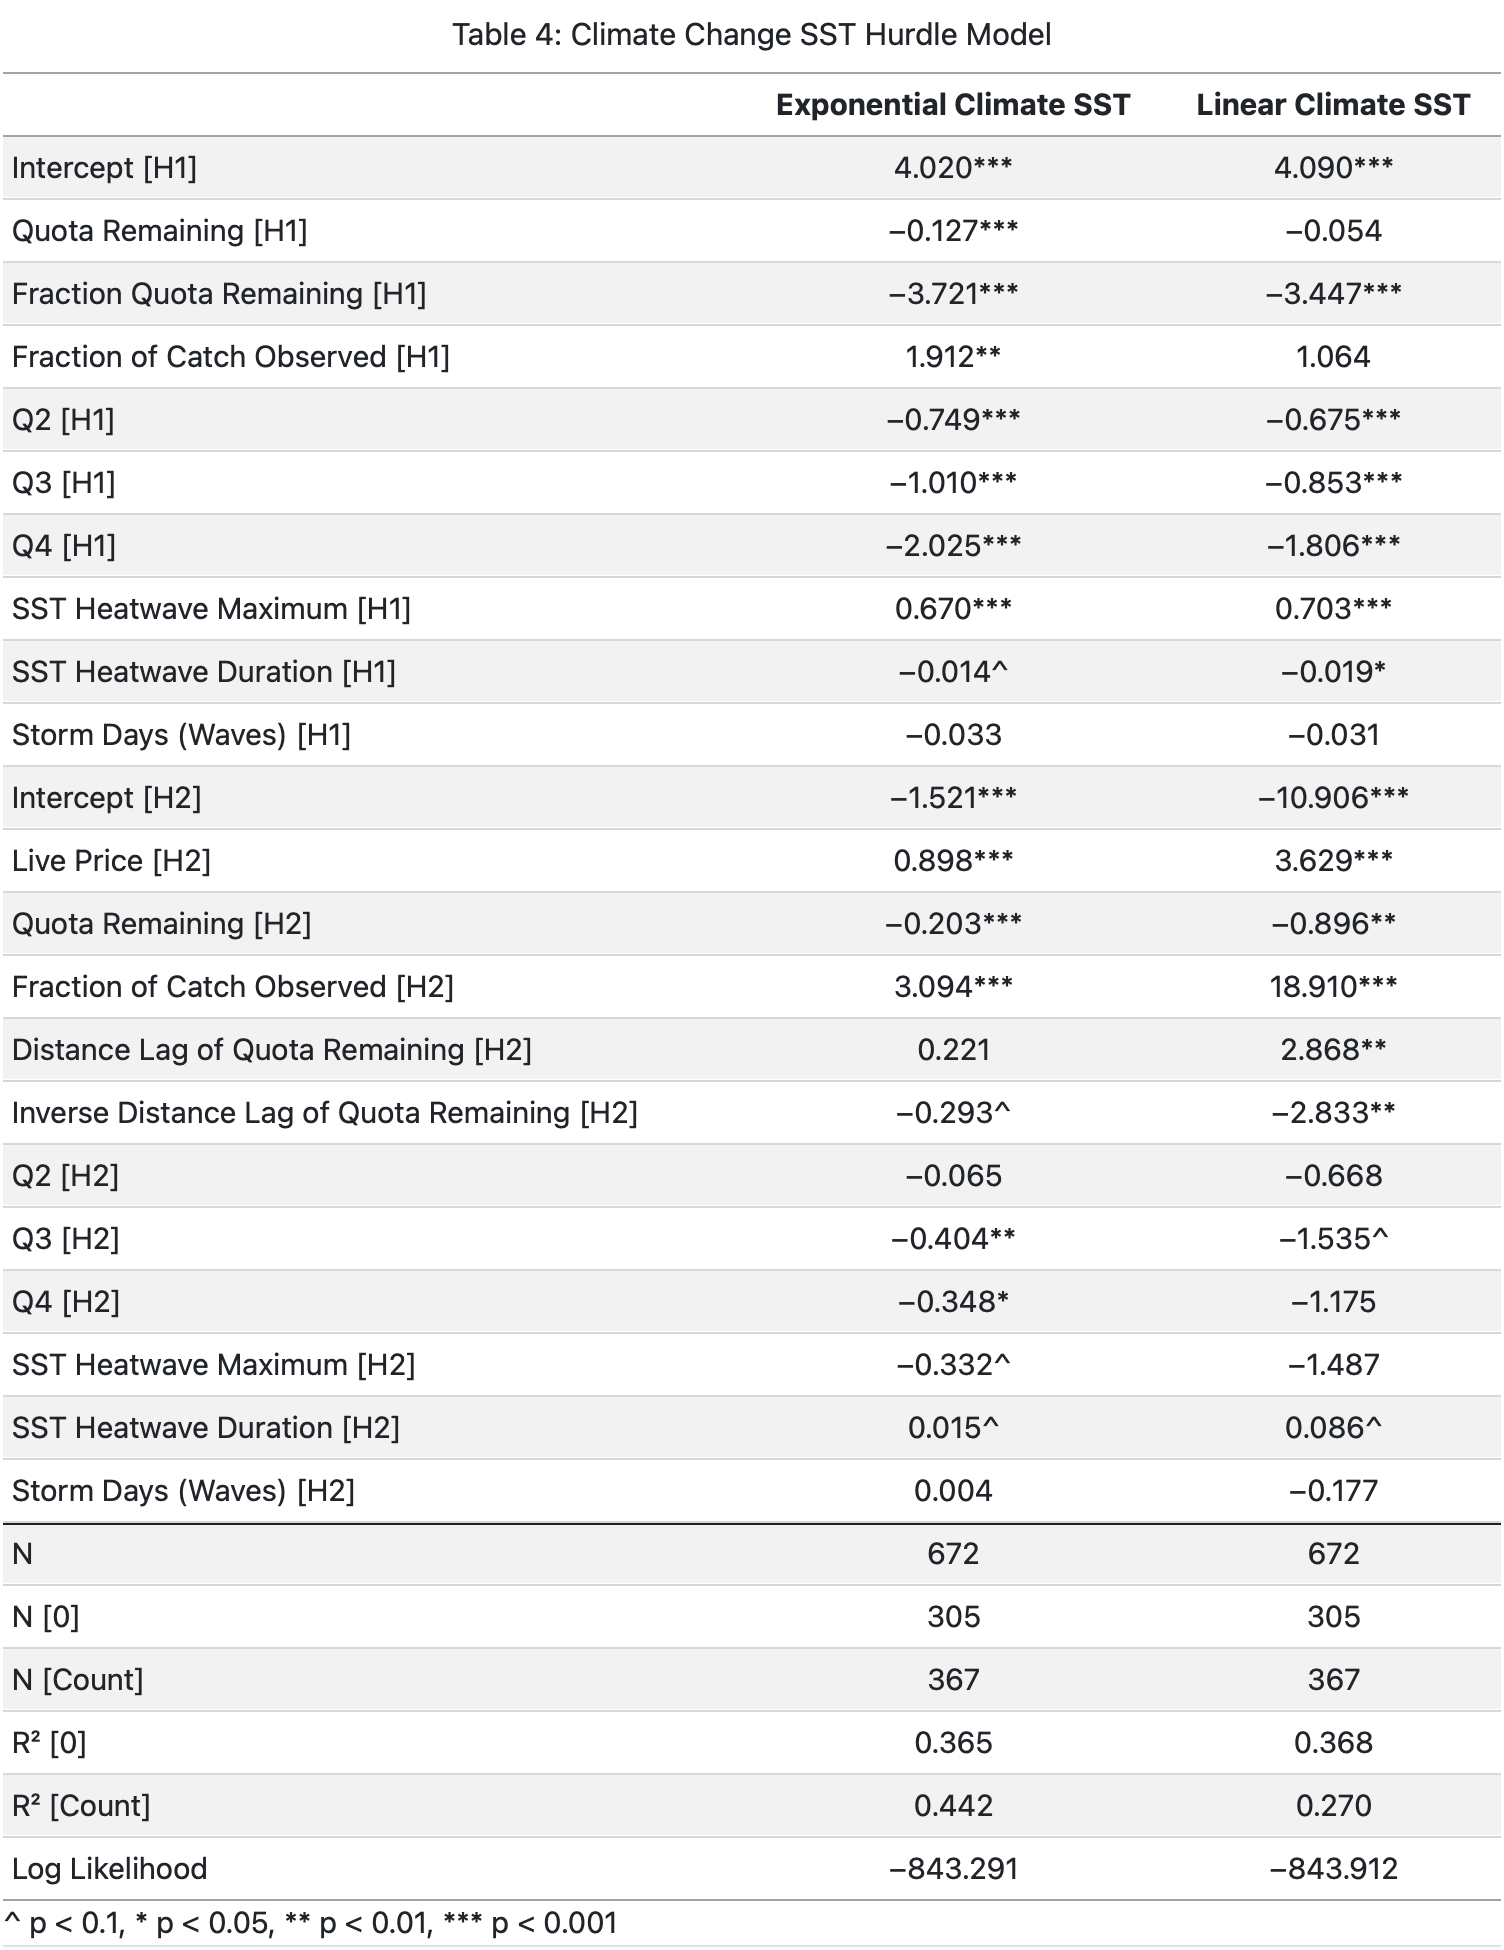 Table 4: Climate Change SST Hurdle Model
Exponential Climate SST Linear Climate SST
Intercept [H1] 4.020*** 4.090***
Quota Remaining [H1] −0.127*** −0.054
Fraction Quota Remaining [H1] −3.721*** −3.447***
Fraction of Catch Observed [H1] 1.912** 1.064
Q2 [H1] −0.749*** −0.675***
Q3 [H1] −1.010*** −0.853***
Q4 [H1] −2.025*** −1.806***
SST Heatwave Maximum [H1] 0.670*** 0.703***
SST Heatwave Duration [H1] −0.014^ −0.019*
Storm Days (Waves) [H1] −0.033 −0.031
Intercept [H2] −1.521*** −10.906***
Live Price [H2] 0.898*** 3.629***
Quota Remaining [H2] −0.203*** −0.896**
Fraction of Catch Observed [H2] 3.094*** 18.910***
Distance Lag of Quota Remaining [H2] 0.221 2.868**
Inverse Distance Lag of Quota Remaining [H2] −0.293^ −2.833**
Q2 [H2] −0.065 −0.668
Q3 [H2] −0.404** −1.535^
Q4 [H2] −0.348* −1.175
SST Heatwave Maximum [H2] −0.332^ −1.487
SST Heatwave Duration [H2] 0.015^ 0.086^
Storm Days (Waves) [H2] 0.004 −0.177
N 672 672
N [0] 305 305
N [Count] 367 367
R² [0] 0.365 0.368
R² [Count] 0.442 0.270
Log Likelihood −843.291 −843.912
^ p < 0.1, * p < 0.05, ** p < 0.01, *** p < 0.001